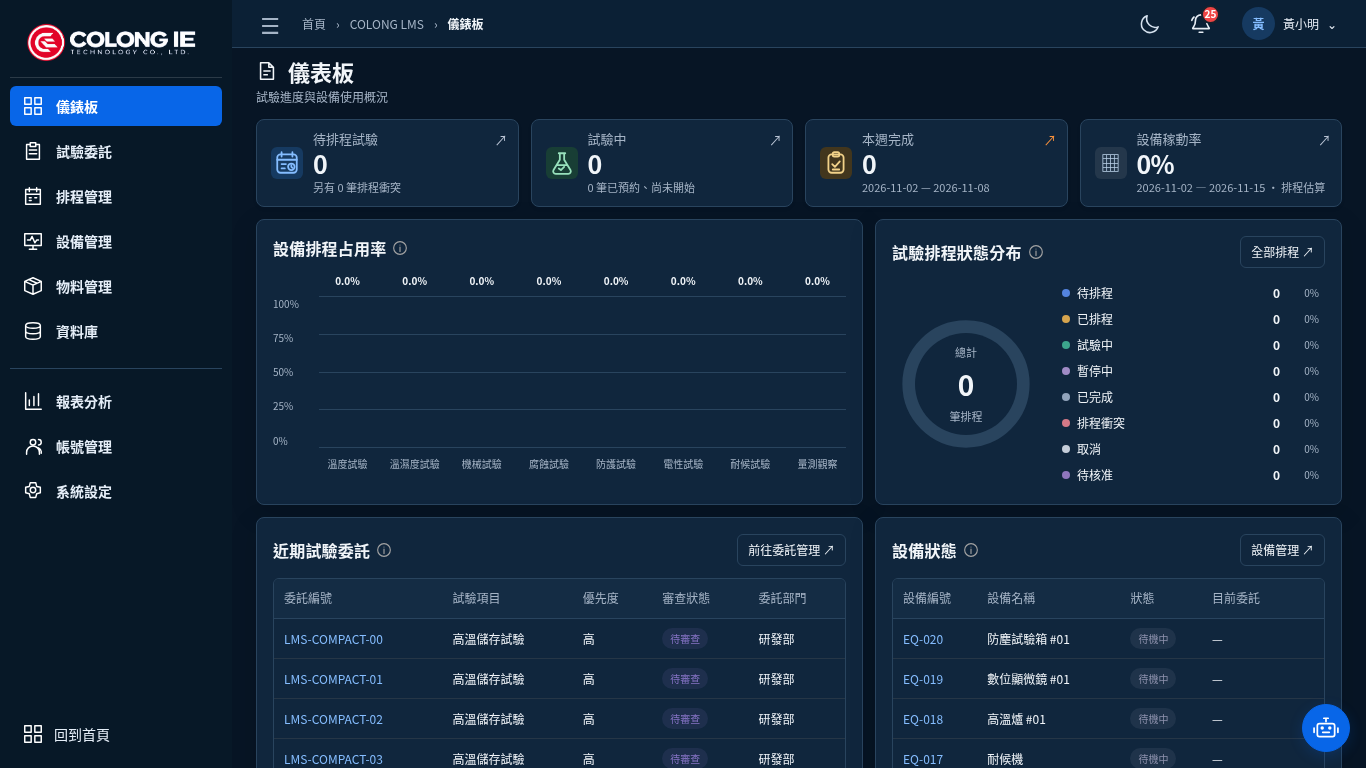 COLONG IE
TECHNOLOGY CO., LTD.
首頁 › COLONG LMS › 儀錶板
25
黃 黃小明
儀錶板
試驗委託
排程管理
設備管理
物料管理
資料庫
報表分析
帳號管理
系統設定
回到首頁
儀表板
試驗進度與設備使用概況
待排程試驗 ↗
0
另有 0 筆排程衝突
試驗中 ↗
0
0 筆已預約、尚未開始
本週完成 ↗
0
2026-11-02 — 2026-11-08
設備稼動率 ↗
0%
2026-11-02 — 2026-11-15 · 排程估算
設備排程占用率
0.0% 0.0% 0.0% 0.0% 0.0% 0.0% 0.0% 0.0%
100%
75%
50%
25%
0%
溫度試驗 溫濕度試驗 機械試驗 腐蝕試驗 防護試驗 電性試驗 耐候試驗 量測觀察
試驗排程狀態分布
全部排程 ↗
總計
0
筆排程
待排程 0 0%
已排程 0 0%
試驗中 0 0%
暫停中 0 0%
已完成 0 0%
排程衝突 0 0%
取消 0 0%
待核准 0 0%
近期試驗委託
前往委託管理 ↗
委託編號 試驗項目 優先度 審查狀態 委託部門
LMS-COMPACT-00 高溫儲存試驗 高 待審查 研發部
LMS-COMPACT-01 高溫儲存試驗 高 待審查 研發部
LMS-COMPACT-02 高溫儲存試驗 高 待審查 研發部
LMS-COMPACT-03 高溫儲存試驗 高 待審查 研發部
設備狀態
設備管理 ↗
設備編號 設備名稱 狀態 目前委託
EQ-020 防塵試驗箱 #01 待機中 —
EQ-019 數位顯微鏡 #01 待機中 —
EQ-018 高溫爐 #01 待機中 —
EQ-017 耐候機 待機中 —